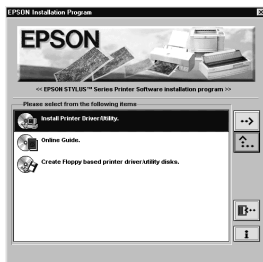 EPSON Installation Program
EPSON
<< EPSON STYLUS™ Series Printer Software installation program >>
Please select from the following items
Install Printer Driver/Utility.
Online Guide.
Create Floppy based printer driver/utility disks.